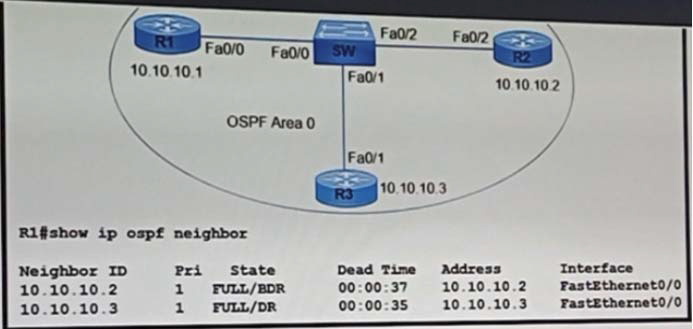 R1
Fa0/0
Fa0/0
SW
Fa0/2
Fa0/2
R2
10.10.10.1
Fa0/1
10.10.10.2
OSPF Area 0
Fa0/1
R3
10.10.10.3
R1#show ip ospf neighbor
Neighbor ID Pri State Dead Time Address Interface
10.10.10.2 1 FULL/BDR 00:00:37 10.10.10.2 FastEthernet0/0
10.10.10.3 1 FULL/DR 00:00:35 10.10.10.3 FastEthernet0/0